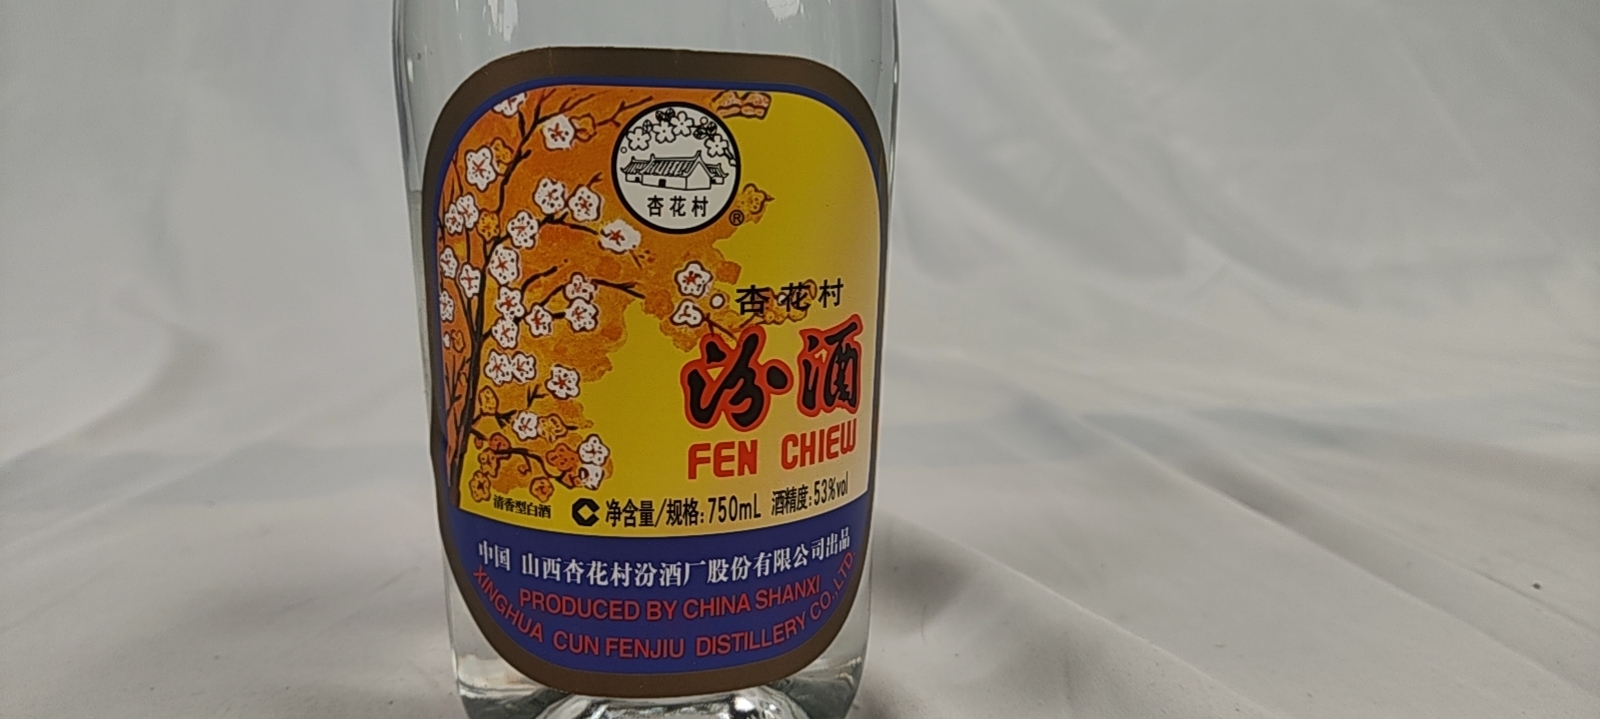 杏花村
®
杏花村
汾酒
FEN CHIEW
清香型白酒 净含量/规格:750mL 酒精度:53%vol
中国 山西杏花村汾酒厂股份有限公司出品
PRODUCED BY CHINA SHANXI
XINGHUA CUN FENJIU DISTILLERY CO.,LTD.